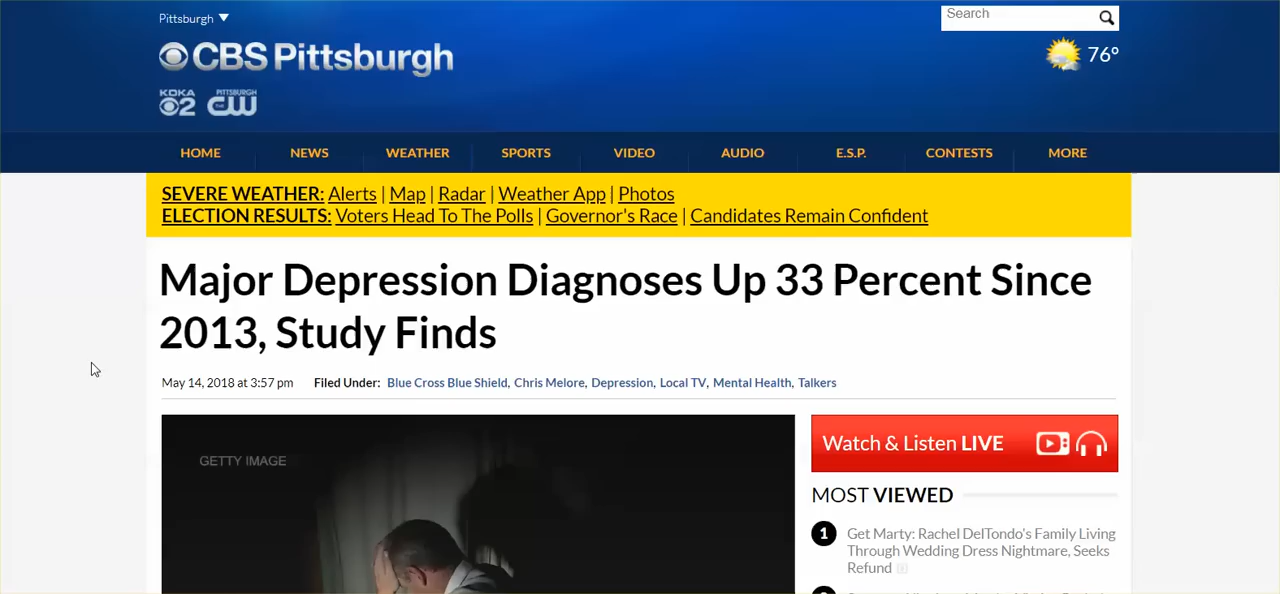 Pittsburgh
Search
CBS Pittsburgh
76°
KDKA 2 PITTSBURGH CW
HOME NEWS WEATHER SPORTS VIDEO AUDIO E.S.P. CONTESTS MORE
SEVERE WEATHER: Alerts | Map | Radar | Weather App | Photos
ELECTION RESULTS: Voters Head To The Polls | Governor's Race | Candidates Remain Confident
Major Depression Diagnoses Up 33 Percent Since
2013, Study Finds
May 14, 2018 at 3:57 pm Filed Under: Blue Cross Blue Shield, Chris Melore, Depression, Local TV, Mental Health, Talkers
GETTY IMAGE
Watch & Listen LIVE
MOST VIEWED
1 Get Marty: Rachel DelTondo's Family Living
Through Wedding Dress Nightmare, Seeks
Refund